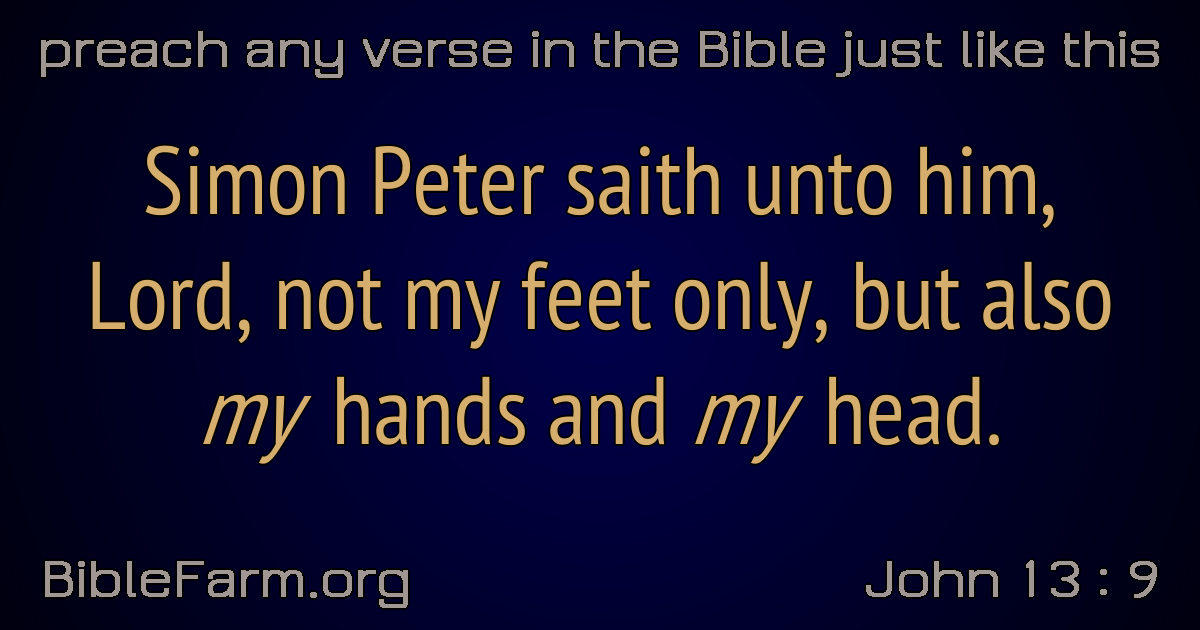 preach any verse in the Bible just like this
Simon Peter saith unto him,
Lord, not my feet only, but also
my hands and my head.
BibleFarm.org
John 13 : 9